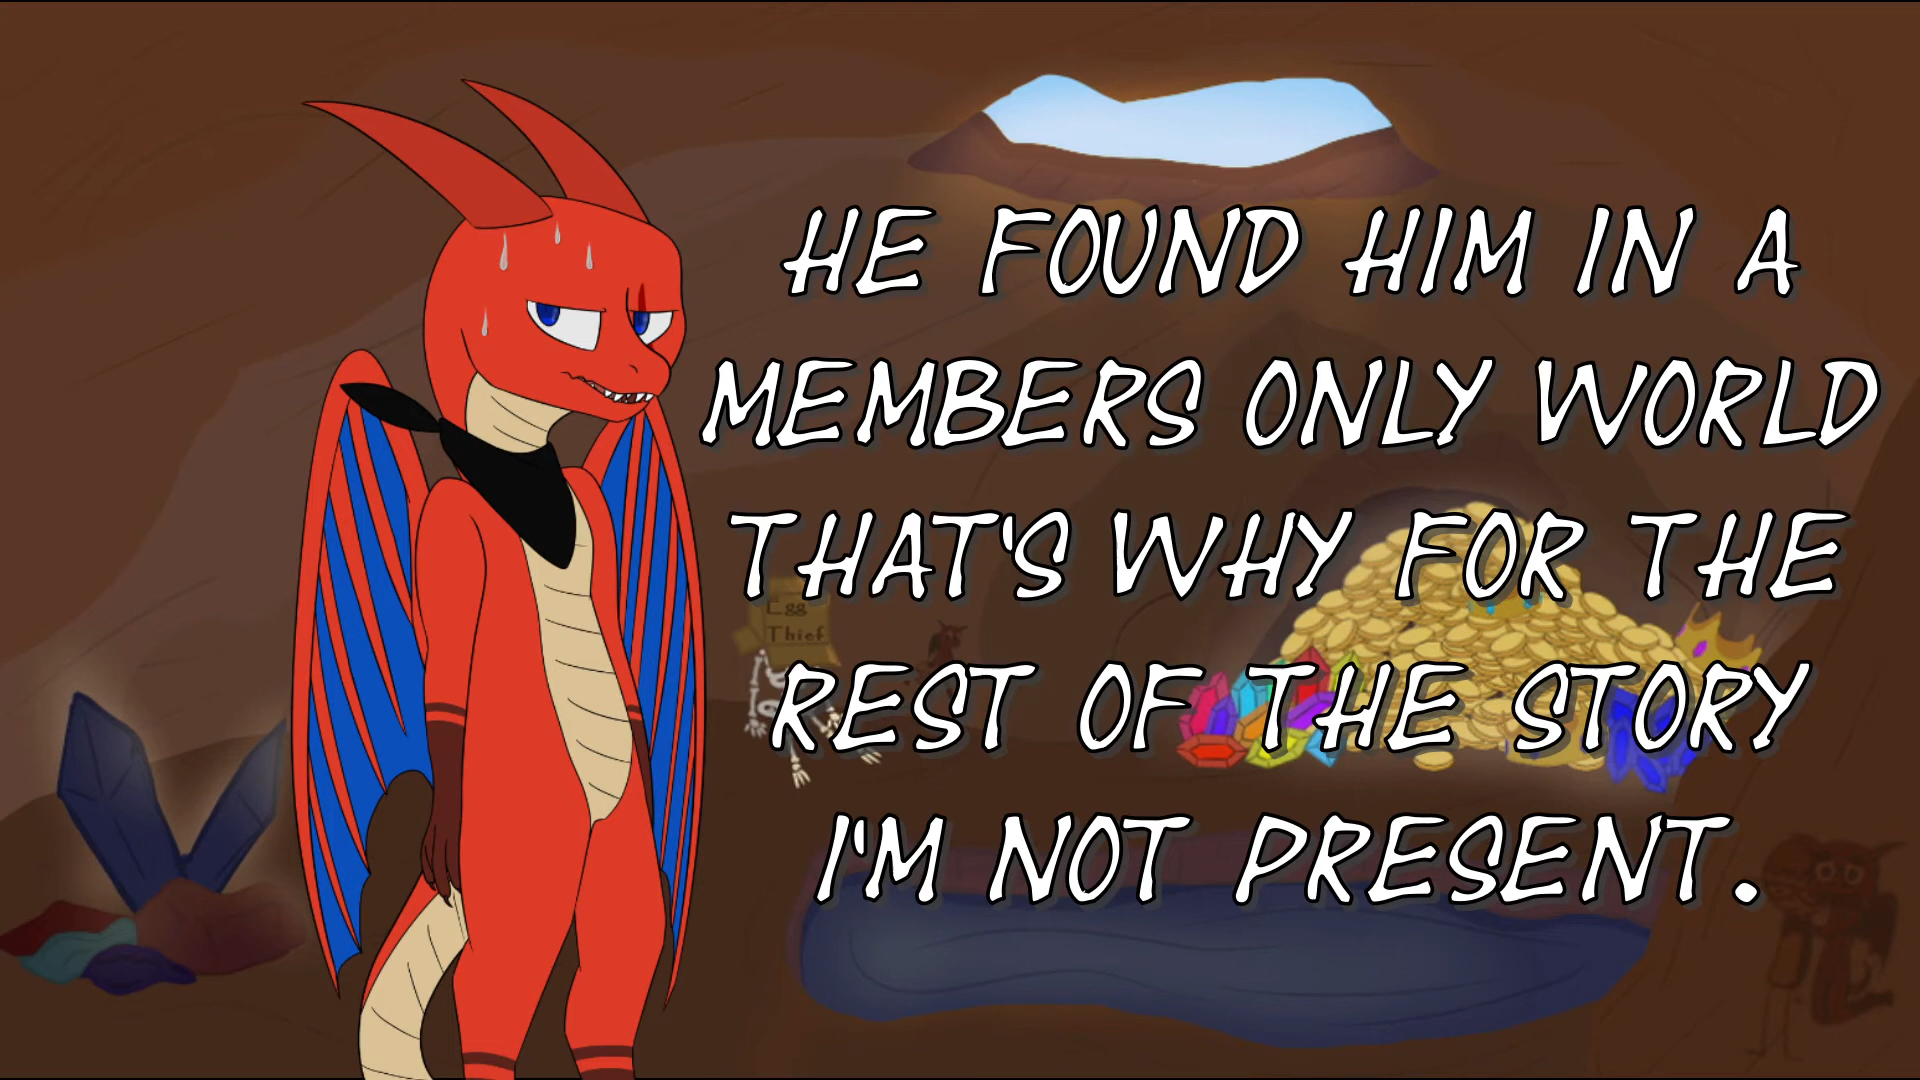 HE FOUND HIM IN A
MEMBERS ONLY WORLD
THAT'S WHY FOR THE
Egg
Thief
REST OF THE STORY
I'M NOT PRESENT.